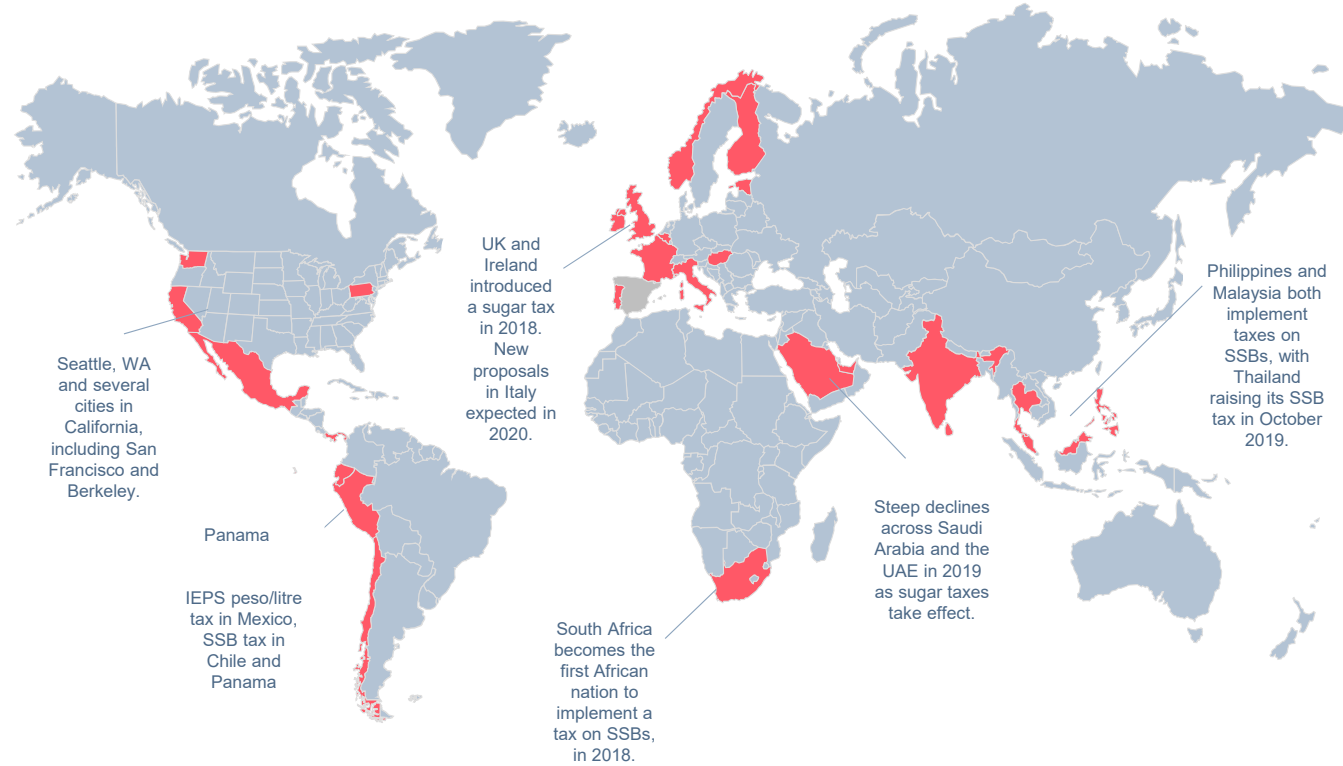 UK and
Ireland
introduced
a sugar tax
in 2018.
New
proposals
in Italy
expected in
2020.
Philippines and
Malaysia both
implement
taxes on
SSBs, with
Thailand
raising its SSB
tax in October
2019.
Seattle, WA
and several
cities in
California,
including San
Francisco and
Berkeley.
Panama
IEPS peso/litre
tax in Mexico,
SSB tax in
Chile and
Panama
Steep declines
across Saudi
Arabia and the
UAE in 2019
as sugar taxes
take effect.
South Africa
becomes the
first African
nation to
implement a
tax on SSBs,
in 2018.